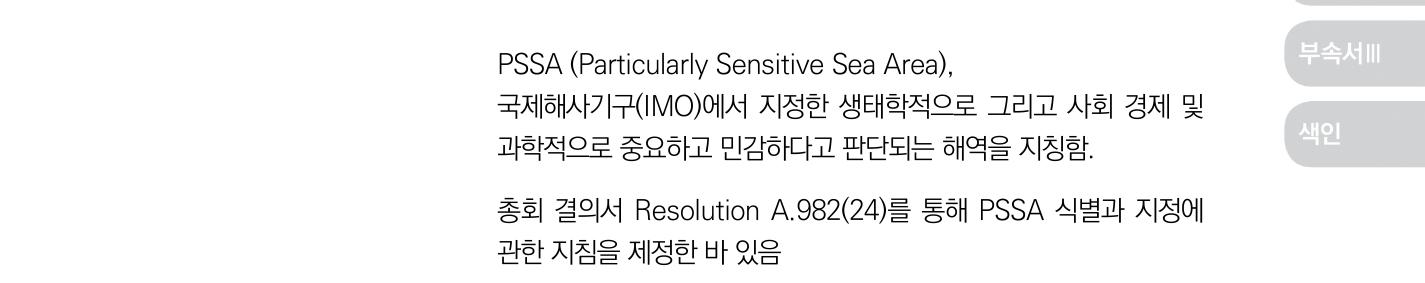 PSSA (Particularly Sensitive Sea Area),
국제해사기구(IMO)에서 지정한 생태학적으로 그리고 사회 경제 및
과학적으로 중요하고 민감하다고 판단되는 해역을 지칭함.
총회 결의서 Resolution A.982(24)를 통해 PSSA 식별과 지정에
관한 지침을 제정한 바 있음
부속서Ⅲ
색인